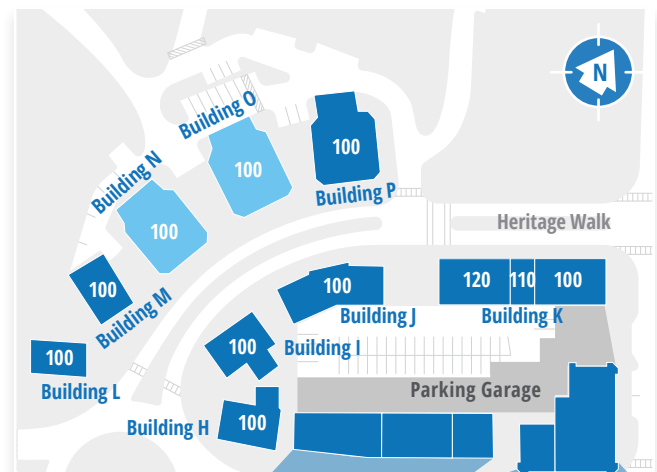 N
Building O
100
100
Building N
Building P
100
Heritage Walk
100
Building M
100
Building J
120
110
100
Building K
100
Building L
100
Building I
Parking Garage
Building H
100